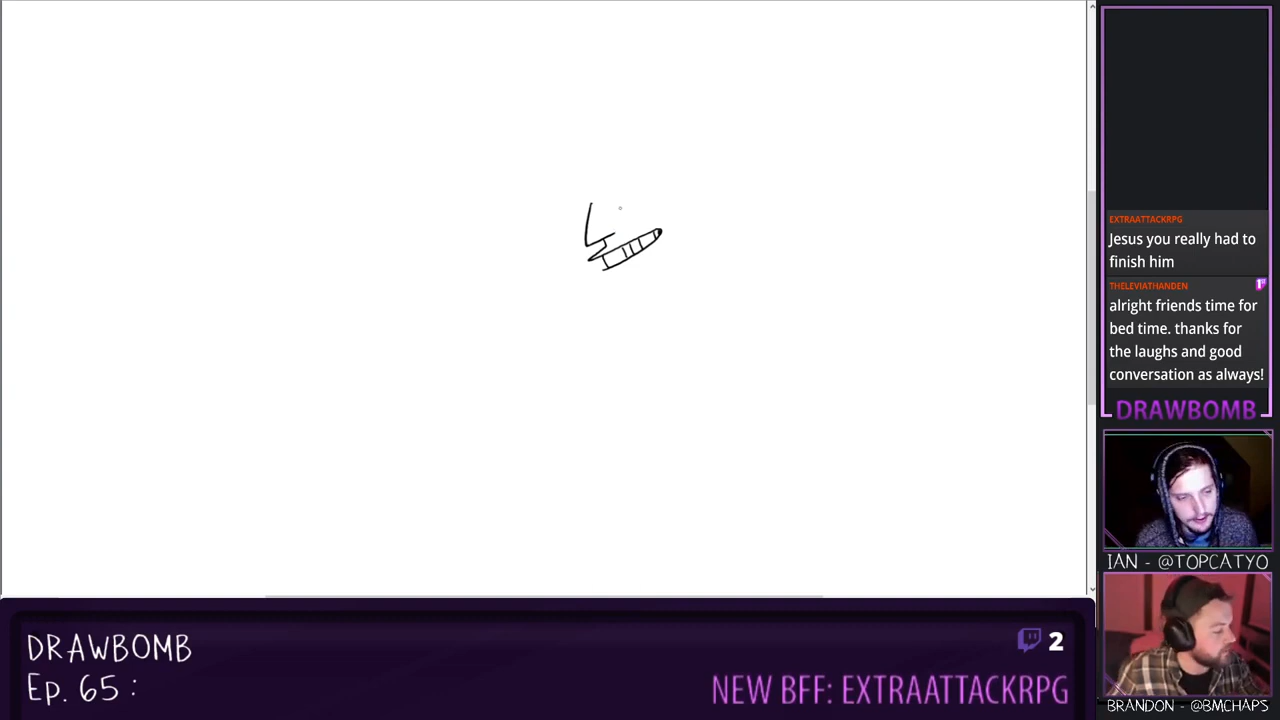 EXTRAATTACKRPG
Jesus you really had to
finish him
THELEVIATHANDEN
alright friends time for
bed time. thanks for
the laughs and good
conversation as always!
DRAWBOMB
IAN - @TOPCATYO
DRAWBOMB
Ep. 65 :
2
NEW BFF: EXTRAATTACKRPG
BRANDON - @BMCHAPS